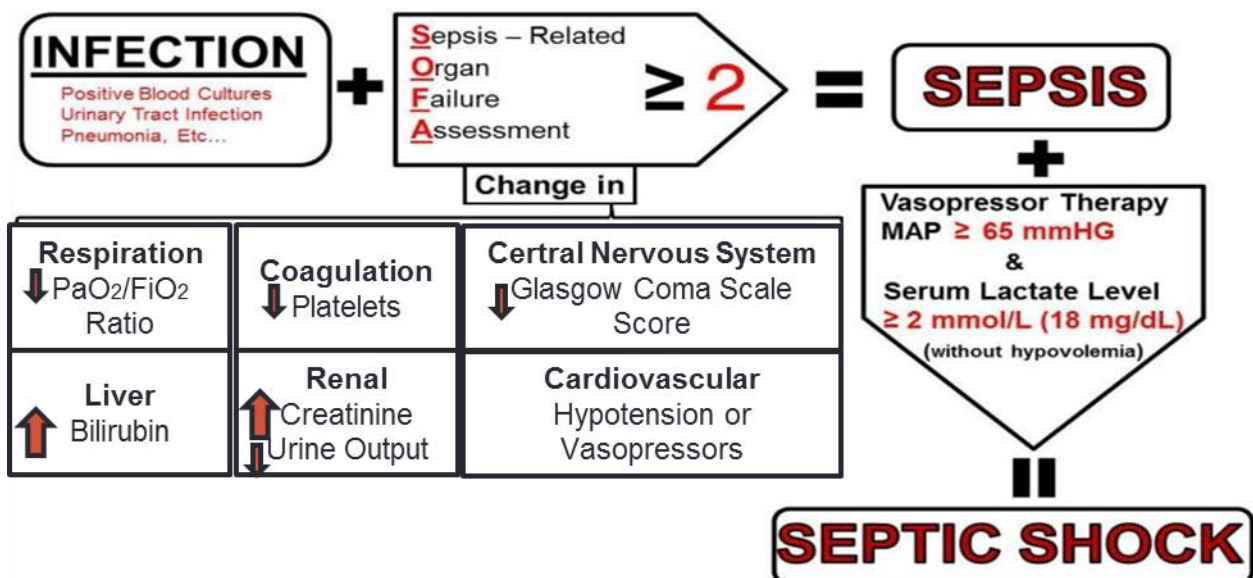 INFECTION
Positive Blood Cultures
Urinary Tract Infection
Pneumonia, Etc...
+
Sepsis – Related
Organ
Failure
Assessment
≥ 2
=
SEPSIS
+
Change in
Respiration
PaO2/FiO2
Ratio
Coagulation
Platelets
Certral Nervous System
Glasgow Coma Scale
Score
Liver
Bilirubin
Renal
Creatinine
Urine Output
Cardiovascular
Hypotension or
Vasopressors
Vasopressor Therapy
MAP ≥ 65 mmHG
&
Serum Lactate Level
≥ 2 mmol/L (18 mg/dL)
(without hypovolemia)
=
SEPTIC SHOCK